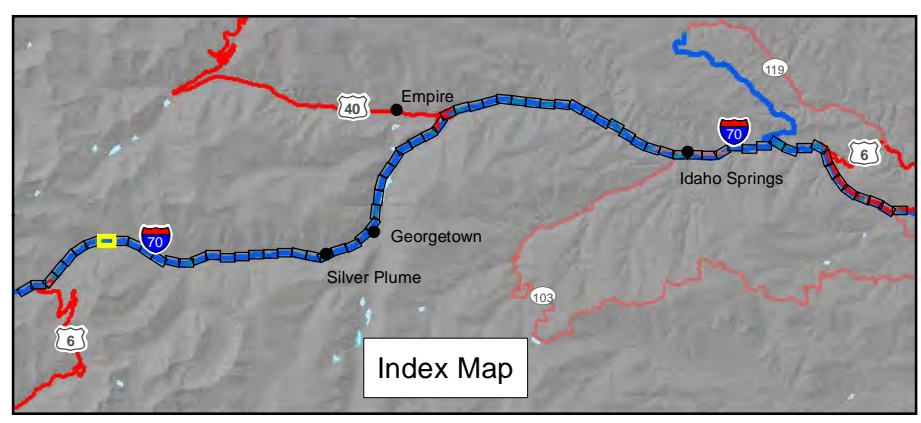 119
Empire
40
70
6
Idaho Springs
Georgetown
70
Silver Plume
103
6
Index Map